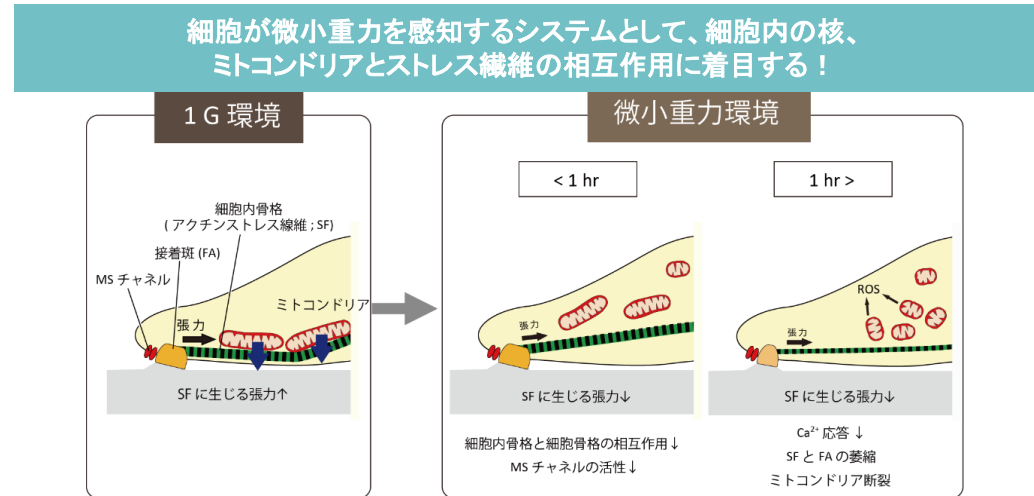 細胞が微小重力を感知するシステムとして、細胞内の核、
ミトコンドリアとストレス繊維の相互作用に着目する！
1 G 環境
微小重力環境
< 1 hr
1 hr >
細胞内骨格
( アクチンストレス線維 ; SF)
接着斑 (FA)
MS チャネル
ミトコンドリア
張力
SF に生じる張力↑
張力
SF に生じる張力↓
細胞内骨格と細胞骨格の相互作用↓
MS チャネルの活性↓
ROS
張力
SF に生じる張力↓
Ca²⁺ 応答 ↓
SF と FA の萎縮
ミトコンドリア断裂